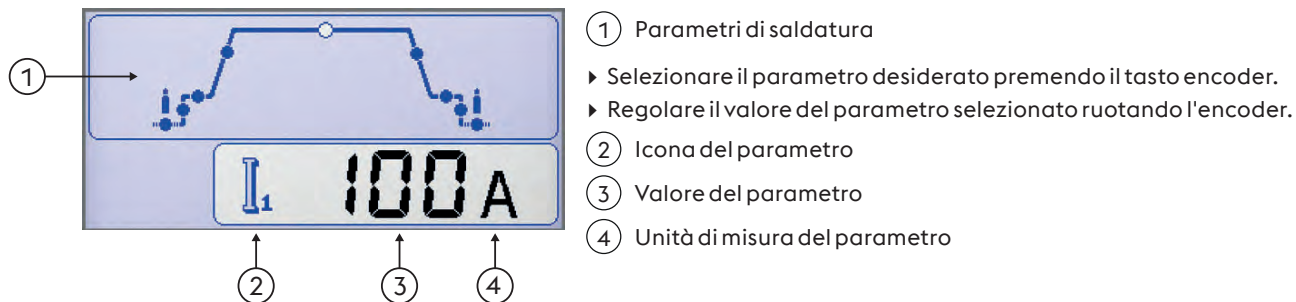 1 Parametri di saldatura
1
▸ Selezionare il parametro desiderato premendo il tasto encoder.
▸ Regolare il valore del parametro selezionato ruotando l'encoder.
2 Icona del parametro
I1 100 A
3 Valore del parametro
4 Unità di misura del parametro
2 3 4